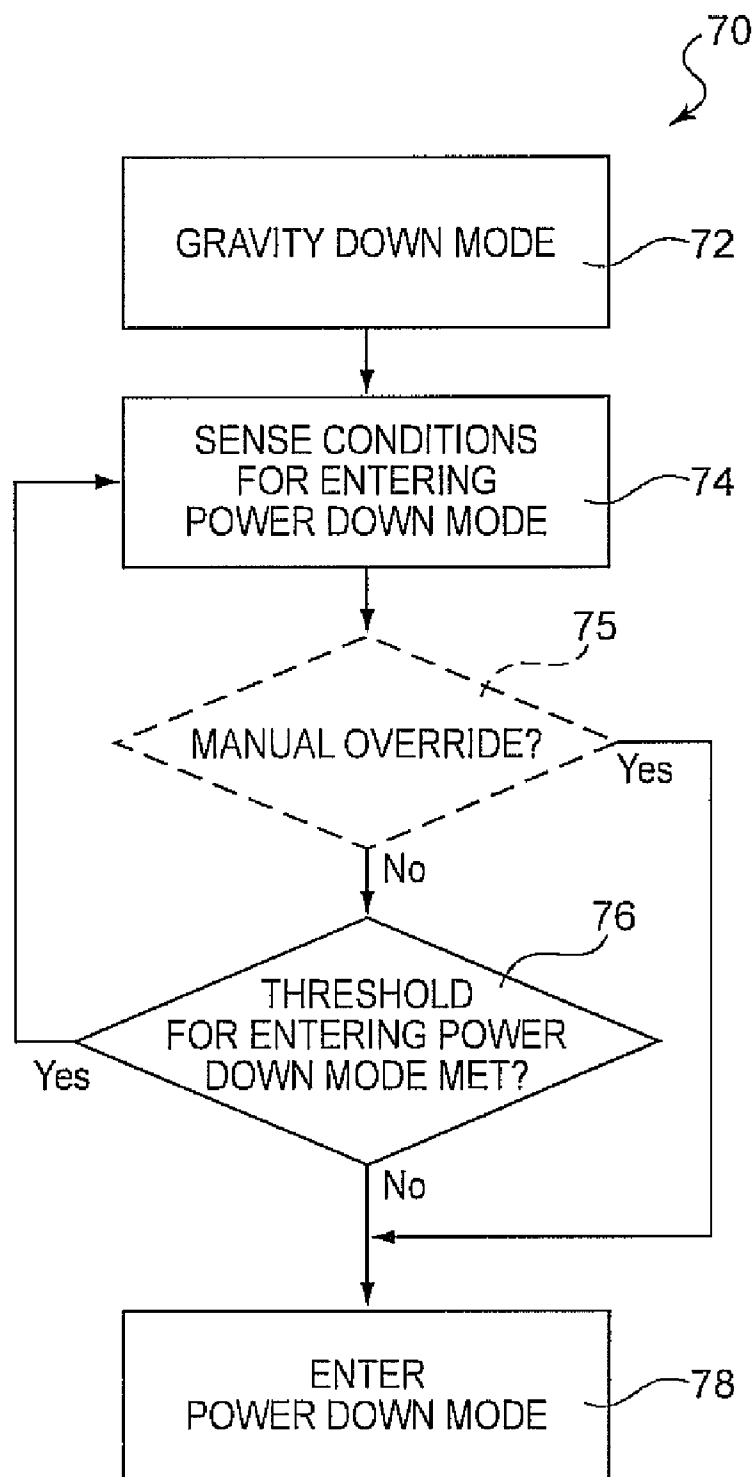 70
GRAVITY DOWN MODE
72
SENSE CONDITIONS
FOR ENTERING
POWER DOWN MODE
74
75
MANUAL OVERRIDE?
Yes
No
76
THRESHOLD
FOR ENTERING POWER
DOWN MODE MET?
Yes
No
ENTER
POWER DOWN MODE
78